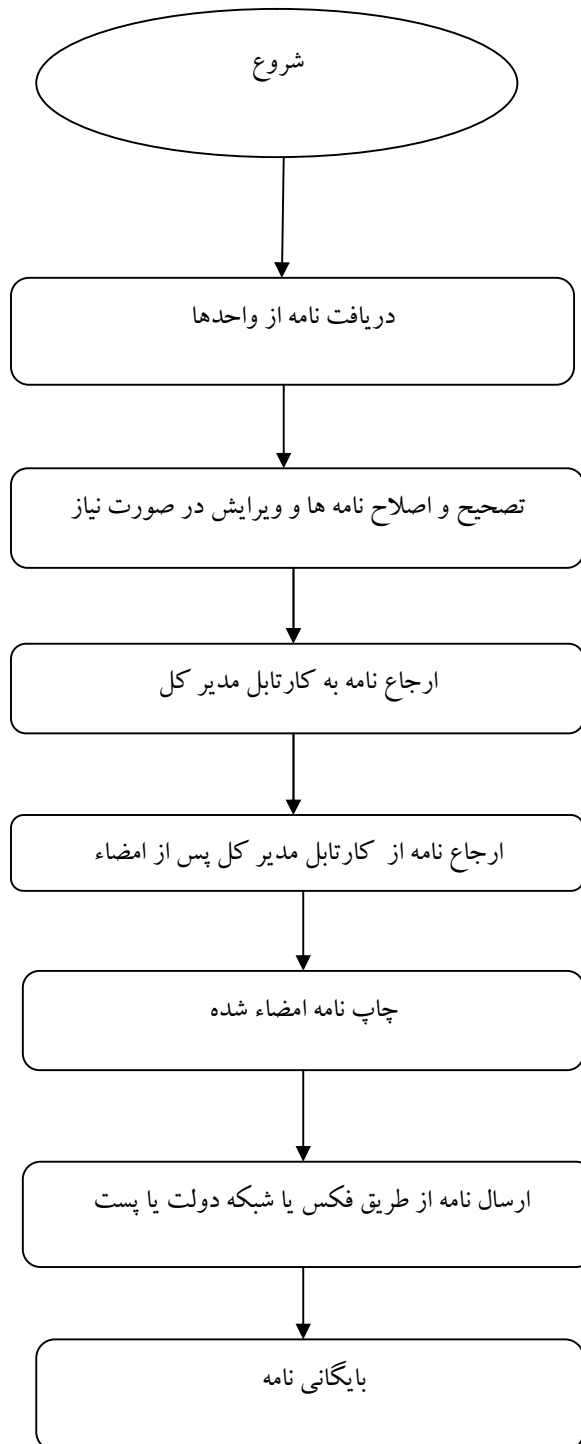 شروع
دریافت نامه از واحدها
تصحیح و اصلاح نامه ها و ویرایش در صورت نیاز
ارجاع نامه به کارتابل مدیر کل
ارجاع نامه از کارتابل مدیر کل پس از امضاء
چاپ نامه امضاء شده
ارسال نامه از طریق فکس یا شبکه دولت یا پست
بایگانی نامه